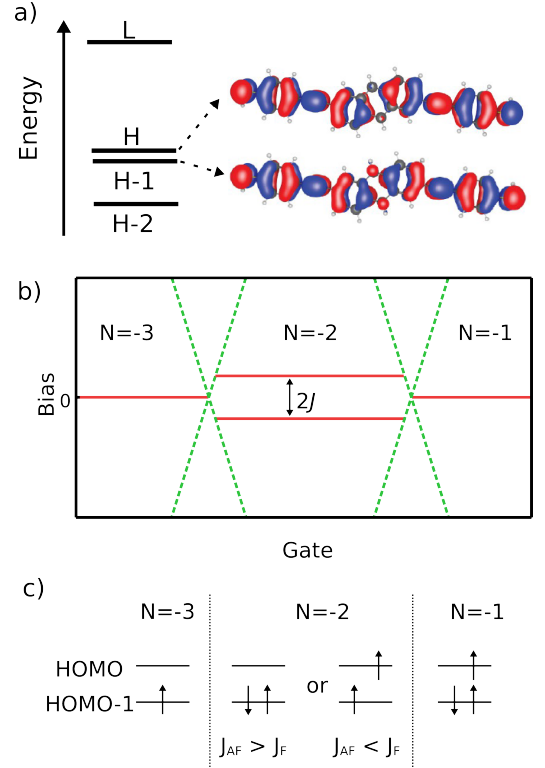 a)
Energy
L
H
H-1
H-2
b)
N=-3 N=-2 N=-1
Bias
0
2J
Gate
c)
N=-3 N=-2 N=-1
HOMO
or
HOMO-1
J_AF > J_F J_AF < J_F